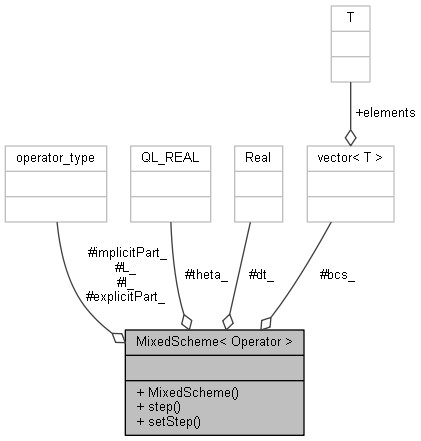 T
+elements
operator_type
QL_REAL
Real
vector< T >
#implicitPart_
#L_
#I_
#explicitPart_
#theta_
#dt_
#bcs_
MixedScheme< Operator >
+ MixedScheme()
+ step()
+ setStep()